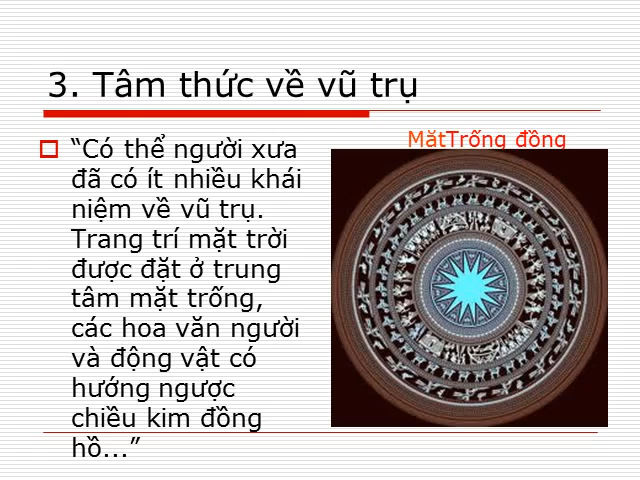 3. Tâm thức về vũ trụ
“Có thể người xưa
đã có ít nhiều khái
niệm về vũ trụ.
Trang trí mặt trời
được đặt ở trung
tâm mặt trống,
các hoa văn người
và động vật có
hướng ngược
chiều kim đồng
hồ...”
MặtTrống đồng